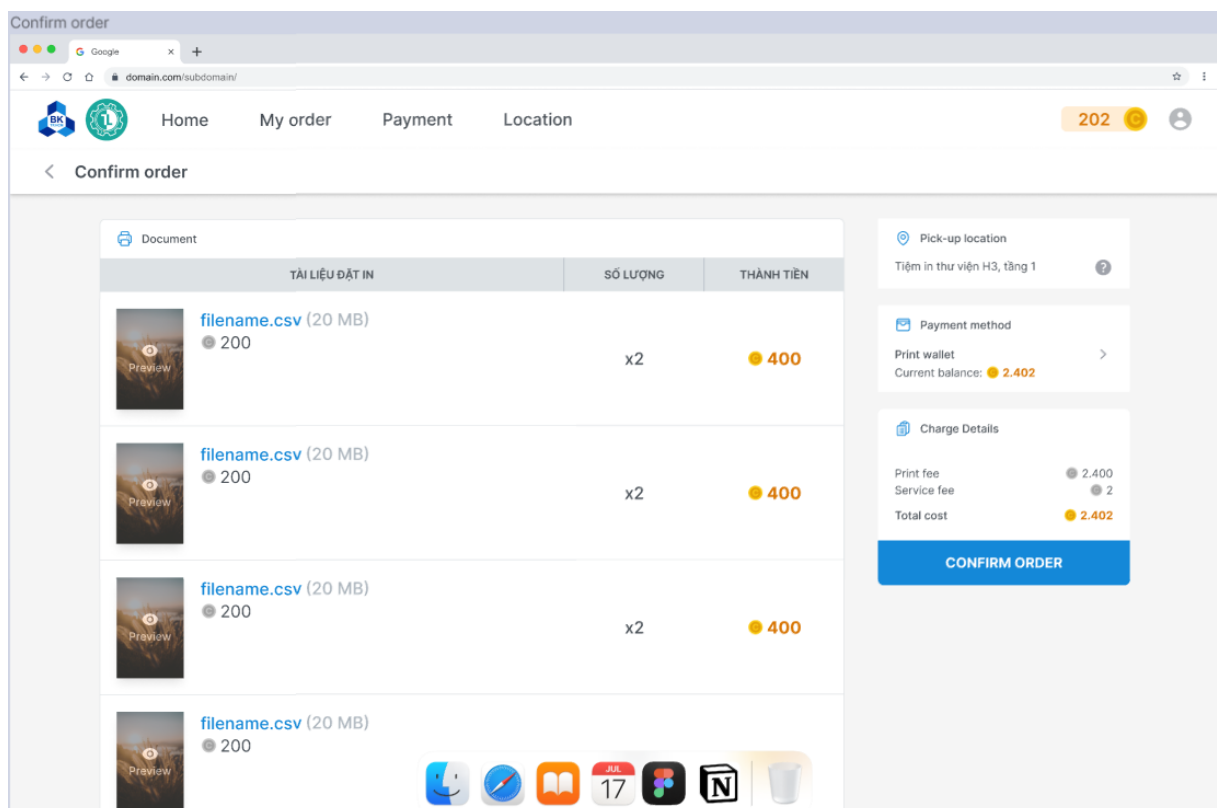 Confirm order
Google
domain.com/subdomain/
BK
Home My order Payment Location
202
Confirm order
Document
TÀI LIỆU ĐẶT IN SỐ LƯỢNG THÀNH TIỀN
filename.csv (20 MB)
200
Preview
x2 400
filename.csv (20 MB)
200
Preview
x2 400
filename.csv (20 MB)
200
Preview
x2 400
filename.csv (20 MB)
200
Preview
Pick-up location
Tiệm in thư viện H3, tầng 1
Payment method
Print wallet
Current balance: 2.402
Charge Details
Print fee 2.400
Service fee 2
Total cost 2.402
CONFIRM ORDER
JUL
17